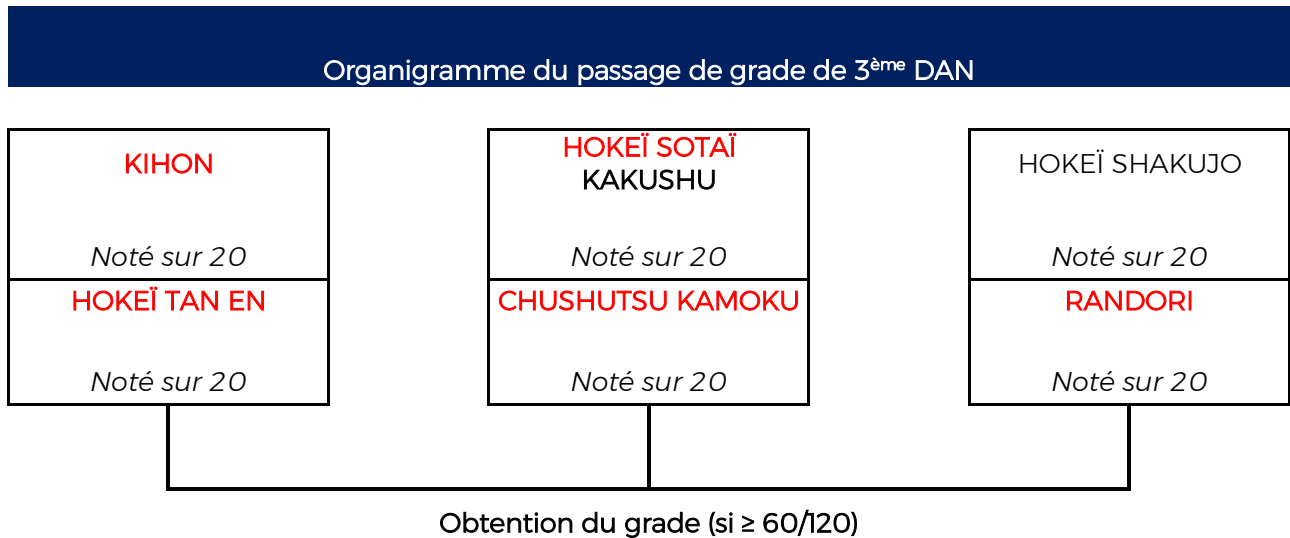 Organigramme du passage de grade de 3ème DAN
KIHON
Noté sur 20
HOKEÏ TAN EN
Noté sur 20
HOKEÏ SOTAÏ
KAKUSHU
Noté sur 20
CHUSHUTSU KAMOKU
Noté sur 20
HOKEÏ SHAKUJO
Noté sur 20
RANDORI
Noté sur 20
Obtention du grade (si ≥ 60/120)